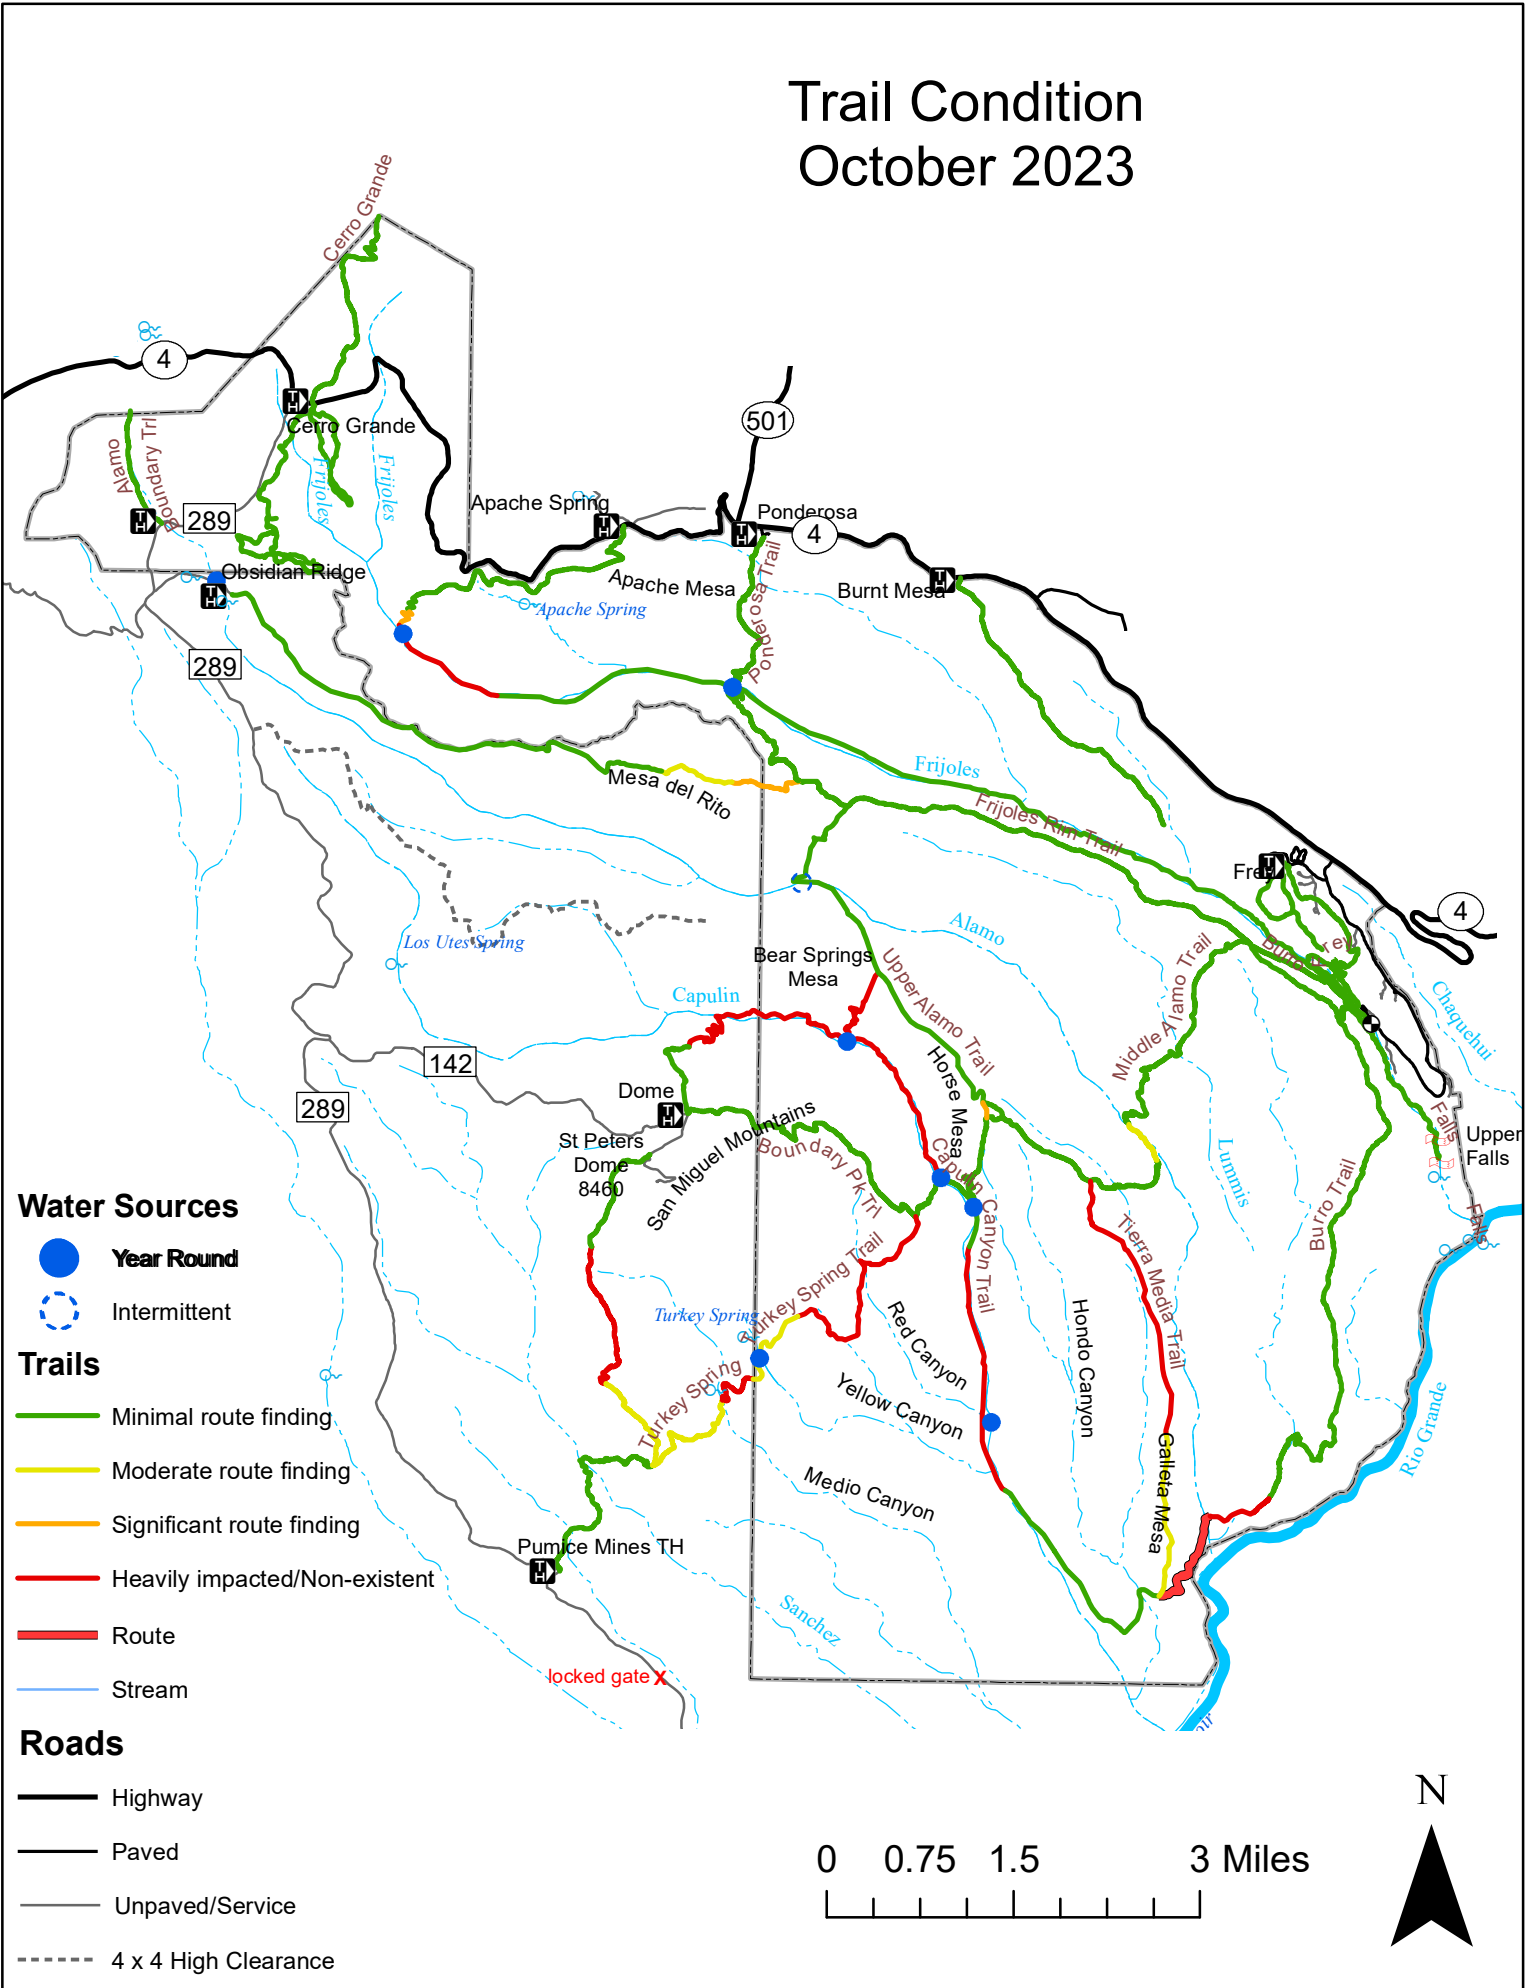 Trail Condition
October 2023
Cerro Grande
4
501
Cerro Grande
Alamo
Boundary Trl
289
Frijoles
Frijoles
Apache Spring
Ponderosa
4
Obsidian Ridge
Apache Mesa
Burnt Mesa
Apache Spring
Ponderosa Trail
289
Frijoles
Mesa del Rito
Frijoles Rim Trail
Frey
4
Alamo
Los Utes Spring
Bear Springs
Mesa
Upper Alamo Trail
Middle Alamo Trail
Burro
Frey
Capulin
Chaquehui
142
Horse Mesa
289
Dome
St Peters
Dome
8460
San Miguel Mountains
Boundary Pk Trl
Capulin Canyon Trail
Lummis
Falls
Upper
Falls
Burro Trail
Falls
Water Sources
Year Round
Intermittent
Turkey Spring
Turkey Spring Trail
Tierra Media Trail
Red Canyon
Hondo Canyon
Yellow Canyon
Turkey Spring
Galleta Mesa
Rio Grande
Medio Canyon
Trails
Minimal route finding
Moderate route finding
Significant route finding
Heavily impacted/Non-existent
Route
Stream
Pumice Mines TH
Sanchez
locked gate X
Roads
Highway
Paved
Unpaved/Service
4 x 4 High Clearance
N
0 0.75 1.5 3 Miles